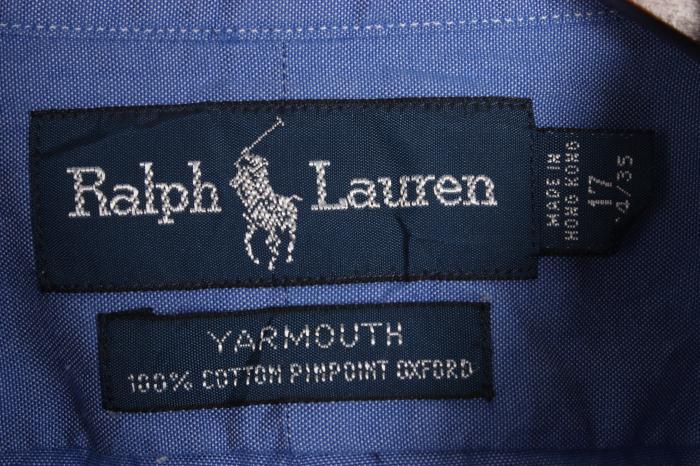 Ralph Lauren
MADE IN
HONG KONG
17
4/35
YARMOUTH
100% COTTON PINPOINT OXFORD